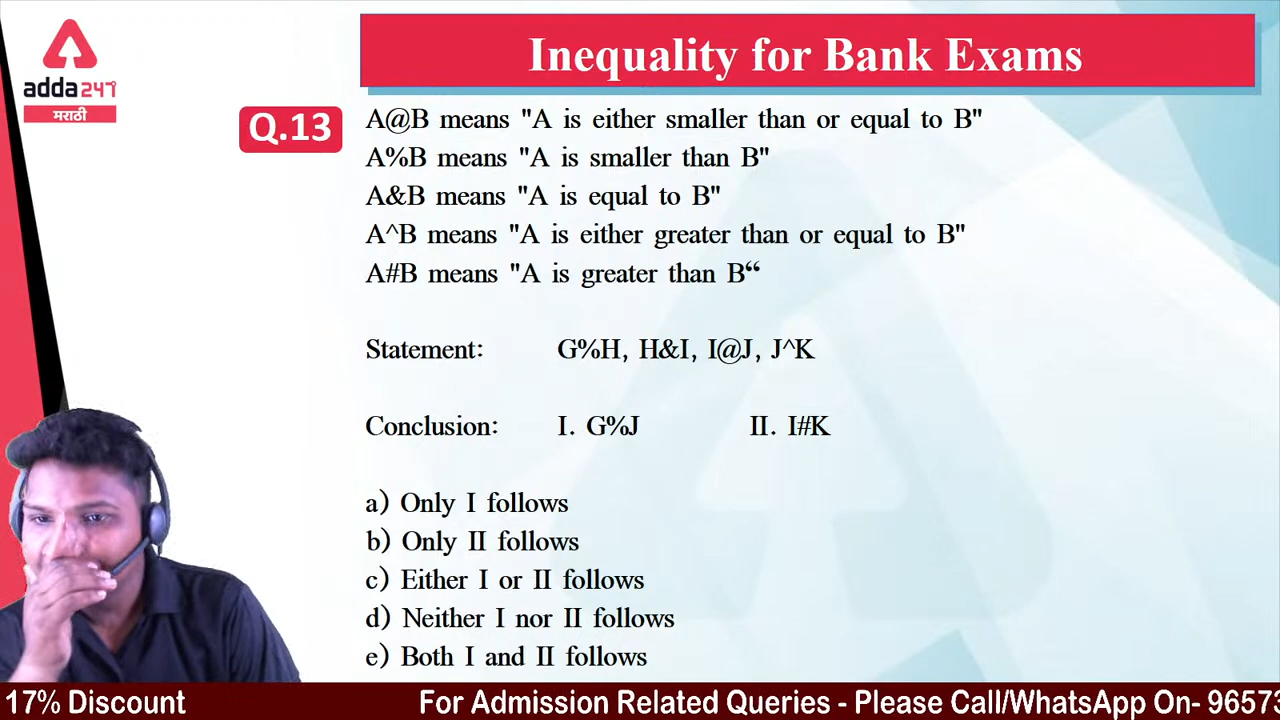 adda247
मराठी
Inequality for Bank Exams
Q.13
A@B means "A is either smaller than or equal to B"
A%B means "A is smaller than B"
A&B means "A is equal to B"
A^B means "A is either greater than or equal to B"
A#B means "A is greater than B“
Statement: G%H, H&I, I@J, J^K
Conclusion: I. G%J II. I#K
a) Only I follows
b) Only II follows
c) Either I or II follows
d) Neither I nor II follows
e) Both I and II follows
17% Discount For Admission Related Queries - Please Call/WhatsApp On- 96573